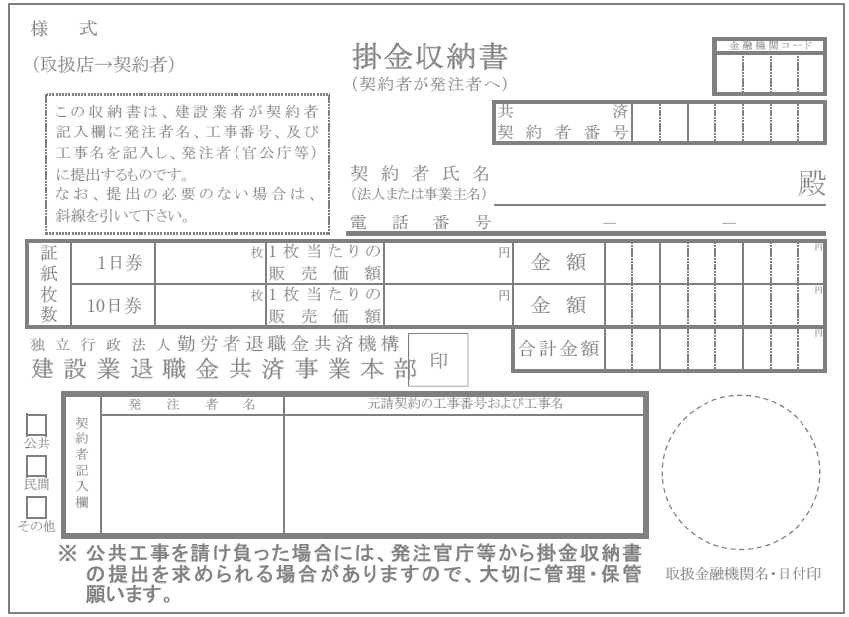 様　式
(取扱店→契約者)
掛金収納書
(契約者が発注者へ)
金融機関コード
この収納書は、建設業者が契約者
記入欄に発注者名、工事番号、及び
工事名を記入し、発注者(官公庁等)
に提出するものです。
なお、提出の必要のない場合は、
斜線を引いて下さい。
共　済
契約者番号
契約者氏名
(法人または事業主名)
殿
電話番号　―　―
証紙枚数
1日券　枚　1枚当たりの　円　金額　円
販売価額
10日券　枚　1枚当たりの　円　金額　円
販売価額
独立行政法人勤労者退職金共済機構
建設業退職金共済事業本部　印
合計金額　円
公共
民間
その他
契約者記入欄
発注者名　元請契約の工事番号および工事名
※ 公共工事を請け負った場合には、発注官庁等から掛金収納書
の提出を求められる場合がありますので、大切に管理・保管
願います。
取扱金融機関名・日付印